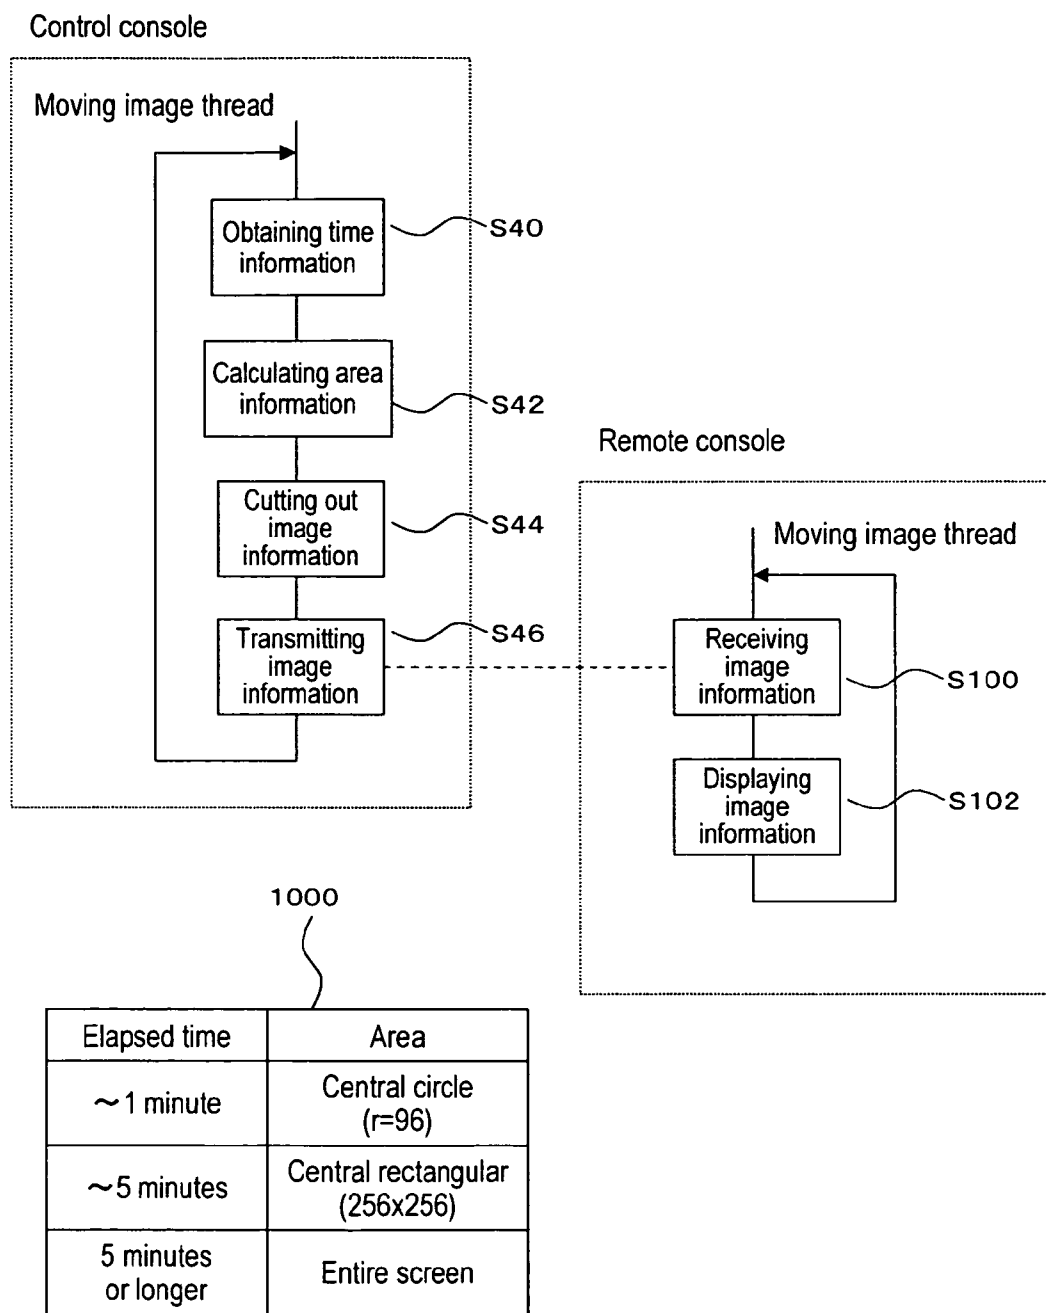 Control console
Moving image thread
Obtaining time
information
S40
Calculating area
information
S42
Cutting out
image
information
S44
Transmitting
image
information
S46
Remote console
Moving image thread
Receiving
image
information
S100
Displaying
image
information
S102
1000
Elapsed time
Area
~1 minute
Central circle
(r=96)
~5 minutes
Central rectangular
(256x256)
5 minutes
or longer
Entire screen